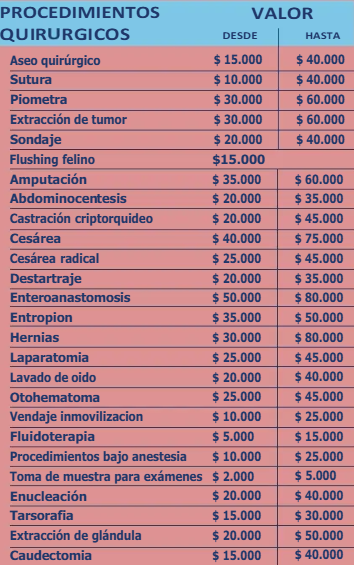 PROCEDIMIENTOS QUIRURGICOS VALOR
DESDE HASTA
Aseo quirúrgico $ 15.000 $ 40.000
Sutura $ 10.000 $ 40.000
Piometra $ 30.000 $ 60.000
Extracción de tumor $ 30.000 $ 60.000
Sondaje $ 20.000 $ 40.000
Flushing felino $15.000
Amputación $ 35.000 $ 60.000
Abdominocentesis $ 20.000 $ 35.000
Castración criptorquideo $ 20.000 $ 45.000
Cesárea $ 40.000 $ 75.000
Cesárea radical $ 25.000 $ 45.000
Destartraje $ 20.000 $ 35.000
Enteroanastomosis $ 50.000 $ 80.000
Entropion $ 35.000 $ 50.000
Hernias $ 30.000 $ 80.000
Laparatomia $ 25.000 $ 45.000
Lavado de oido $ 20.000 $ 40.000
Otohematoma $ 25.000 $ 45.000
Vendaje inmovilizacion $ 10.000 $ 25.000
Fluidoterapia $ 5.000 $ 15.000
Procedimientos bajo anestesia $ 10.000 $ 25.000
Toma de muestra para exámenes $ 2.000 $ 5.000
Enucleación $ 20.000 $ 40.000
Tarsorafia $ 15.000 $ 30.000
Extracción de glándula $ 20.000 $ 50.000
Caudectomia $ 15.000 $ 40.000